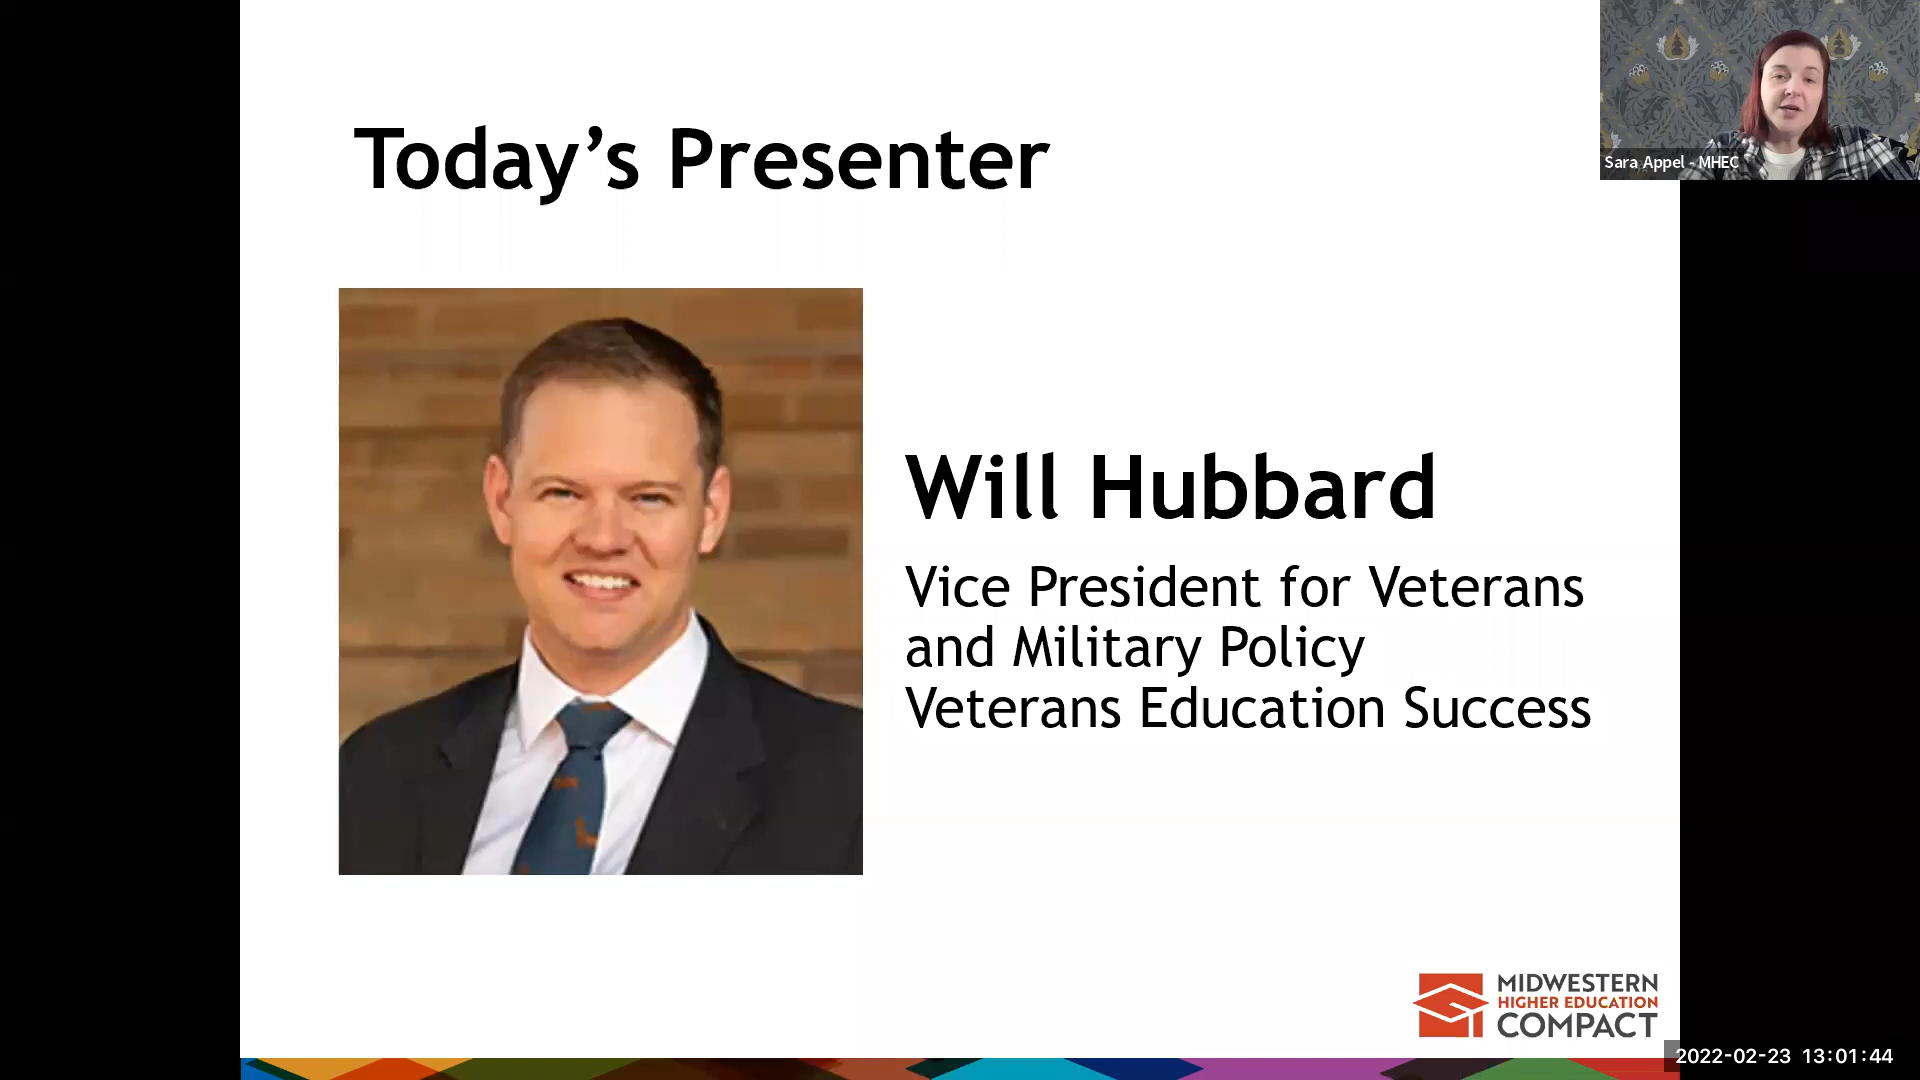 Today’s Presenter
Sara Appel - MHEC
Will Hubbard
Vice President for Veterans
and Military Policy
Veterans Education Success
MIDWESTERN
HIGHER EDUCATION
COMPACT
2022-02-23 13:01:44